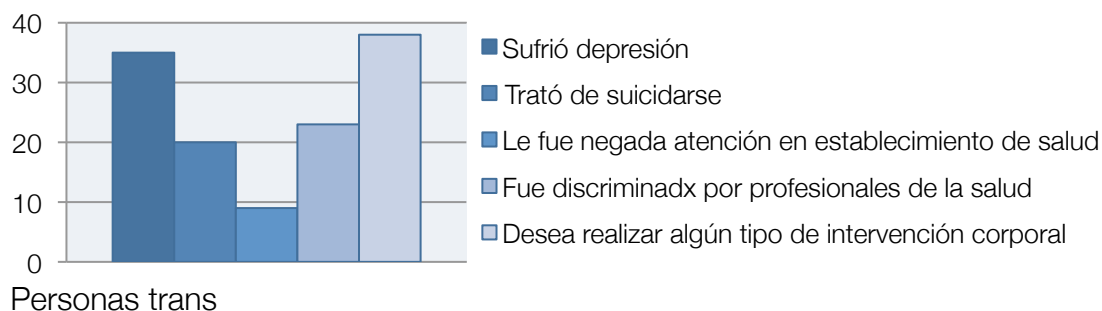 40
30
20
10
0
Sufrió depresión
Trató de suicidarse
Le fue negada atención en establecimiento de salud
Fue discriminadx por profesionales de la salud
Desea realizar algún tipo de intervención corporal
Personas trans